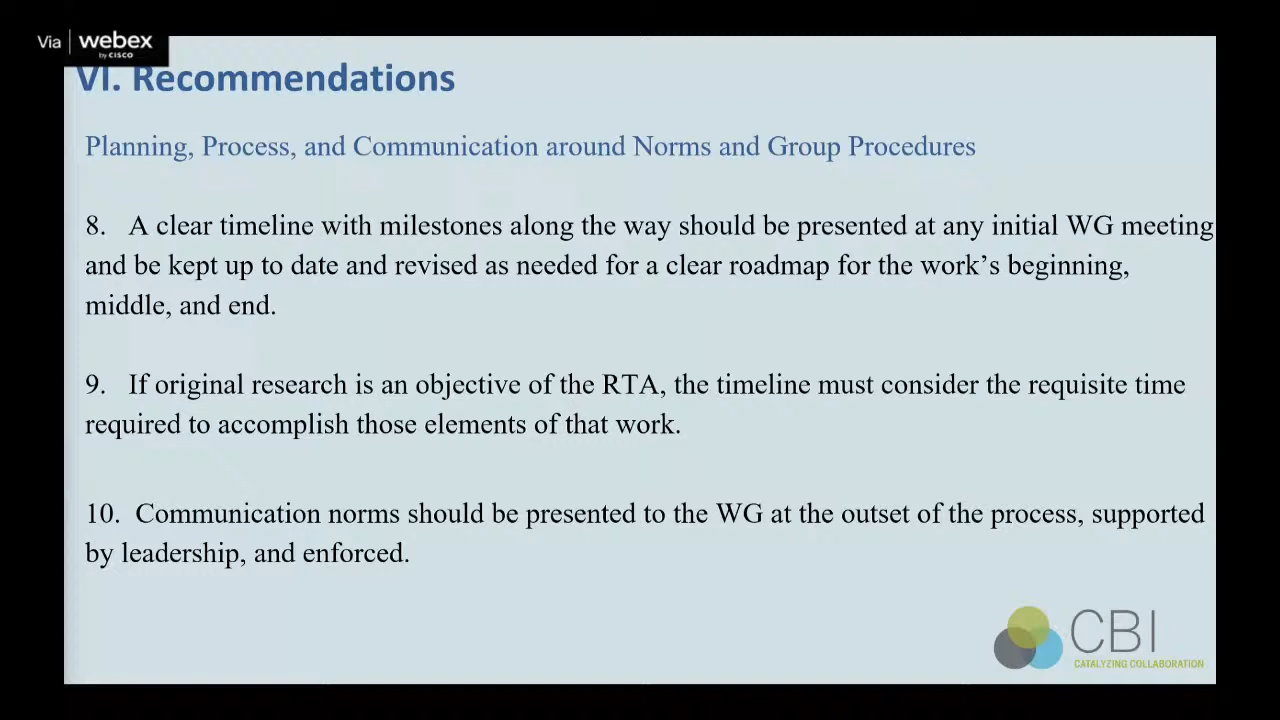 Via webex
by CISCO
VI. Recommendations
Planning, Process, and Communication around Norms and Group Procedures
8. A clear timeline with milestones along the way should be presented at any initial WG meeting
and be kept up to date and revised as needed for a clear roadmap for the work's beginning,
middle, and end.
9. If original research is an objective of the RTA, the timeline must consider the requisite time
required to accomplish those elements of that work.
10. Communication norms should be presented to the WG at the outset of the process, supported
by leadership, and enforced.
CBI
CATALYZING COLLABORATION